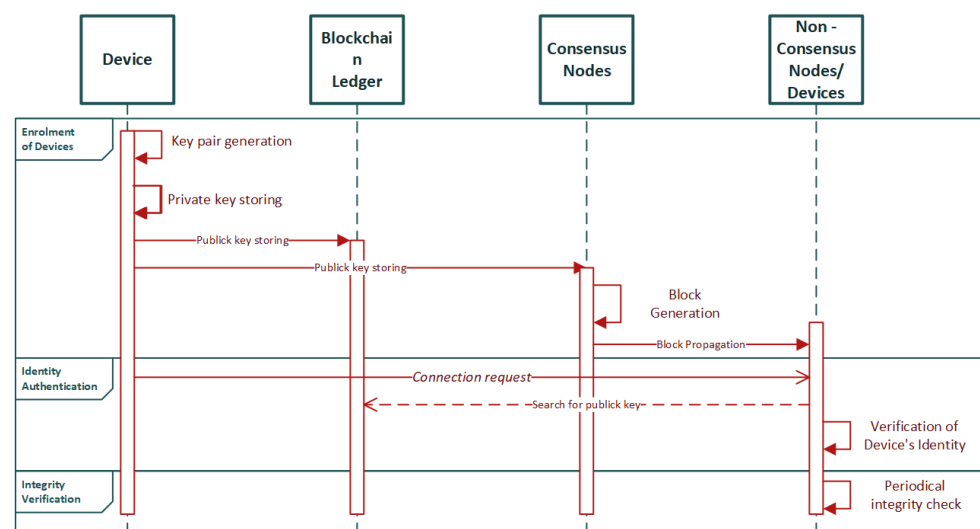 Device
Blockchai
n
Ledger
Consensus
Nodes
Non -
Consensus
Nodes/
Devices
Enrolment
of Devices
Key pair generation
Private key storing
Publick key storing
Publick key storing
Block
Generation
Block Propagation
Identity
Authentication
Connection request
Search for publick key
Verification of
Device's Identity
Integrity
Verification
Periodical
integrity check